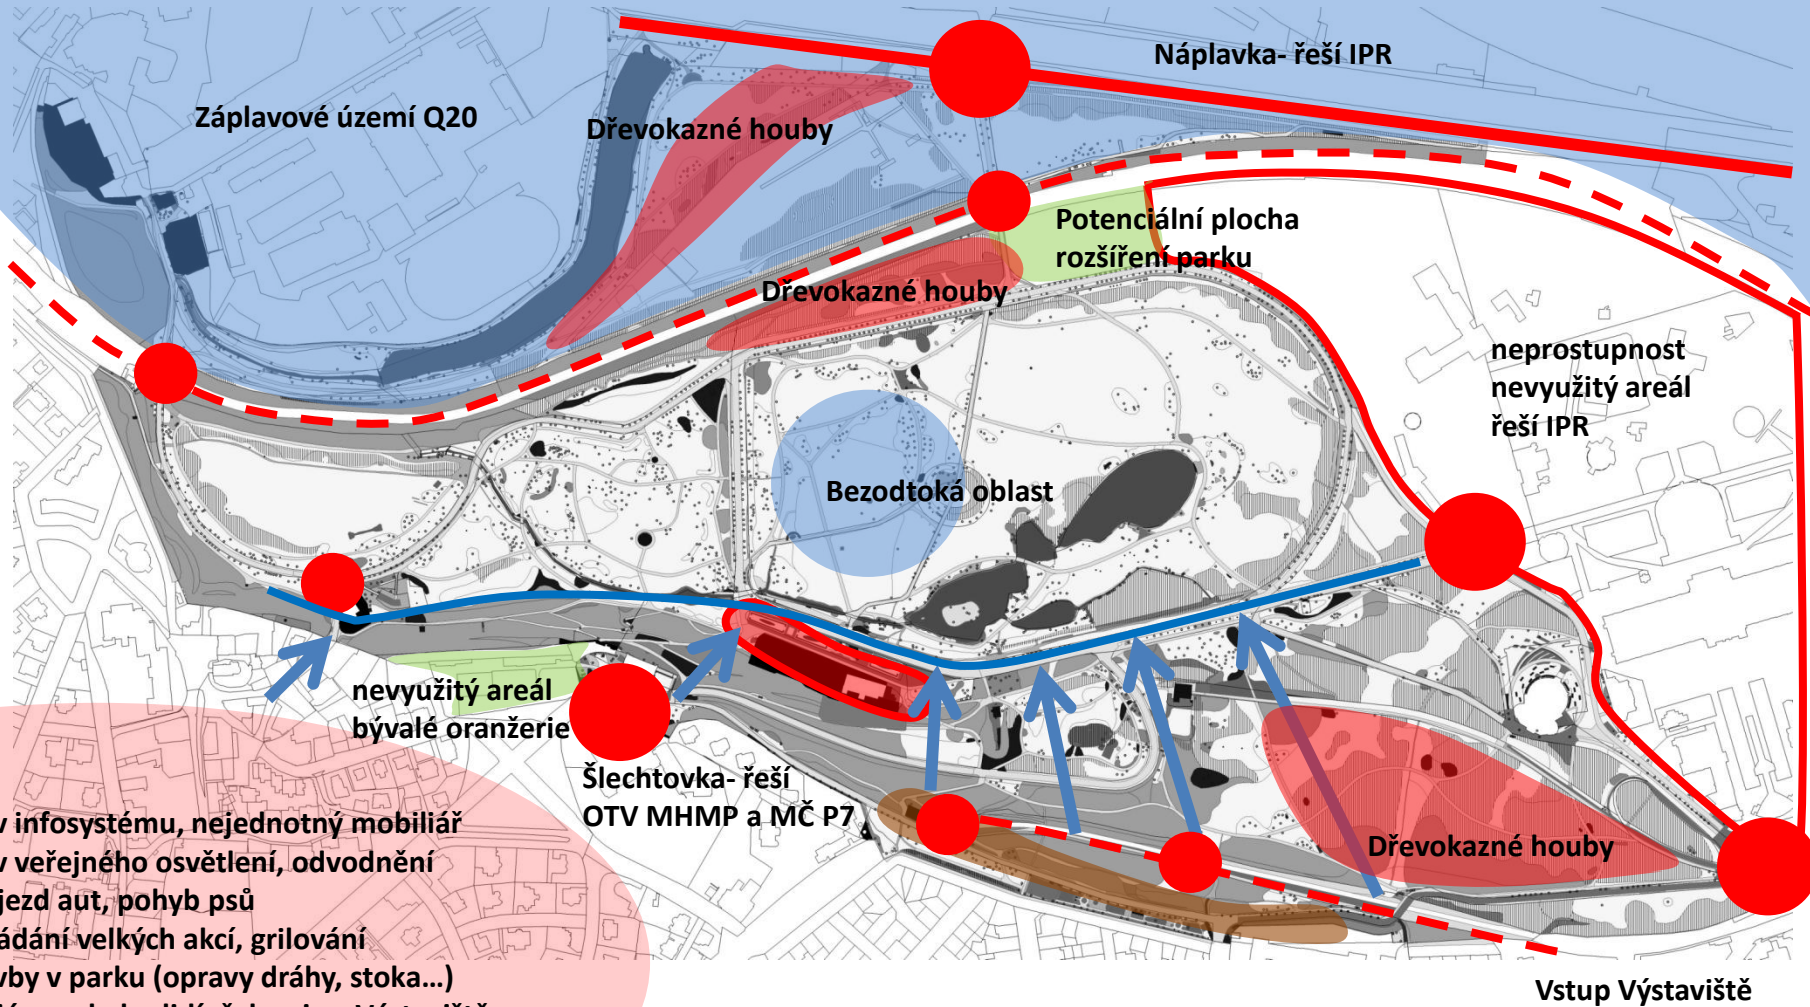 Náplavka- řeší IPR
Záplavové území Q20
Dřevokazné houby
Potenciální plocha
rozšíření parku
Dřevokazné houby
neprostupnost
nevyužitý areál
řeší IPR
Bezodtoká oblast
nevyužitý areál
bývalé oranžerie
Šlechtovka- řeší
OTV MHMP a MČ P7
v infosystému, nejednotný mobiliář
v veřejného osvětlení, odvodnění
jezd aut, pohyb psů
ádání velkých akcí, grilování
vby v parku (opravy dráhy, stoka...)
Dřevokazné houby
Vstup Výstaviště